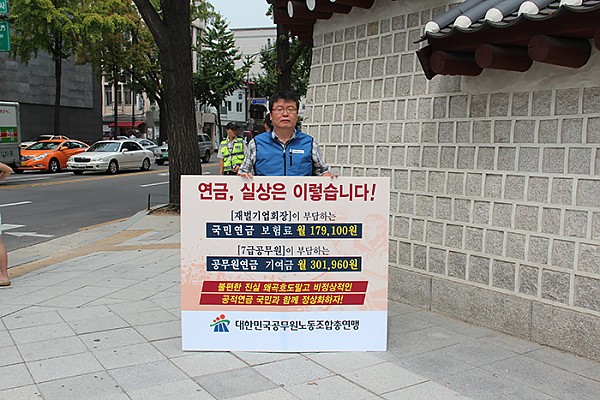 연금, 실상은 이렇습니다!
[재벌기업회장]이 부담하는
국민연금 보험료 월 179,100원
[7급공무원]이 부담하는
공무원연금 기여금 월 301,960원
불편한 진실 왜곡호도말고 비정상적인
공적연금 국민과 함께 정상화하자!
대한민국공무원노동조합총연맹